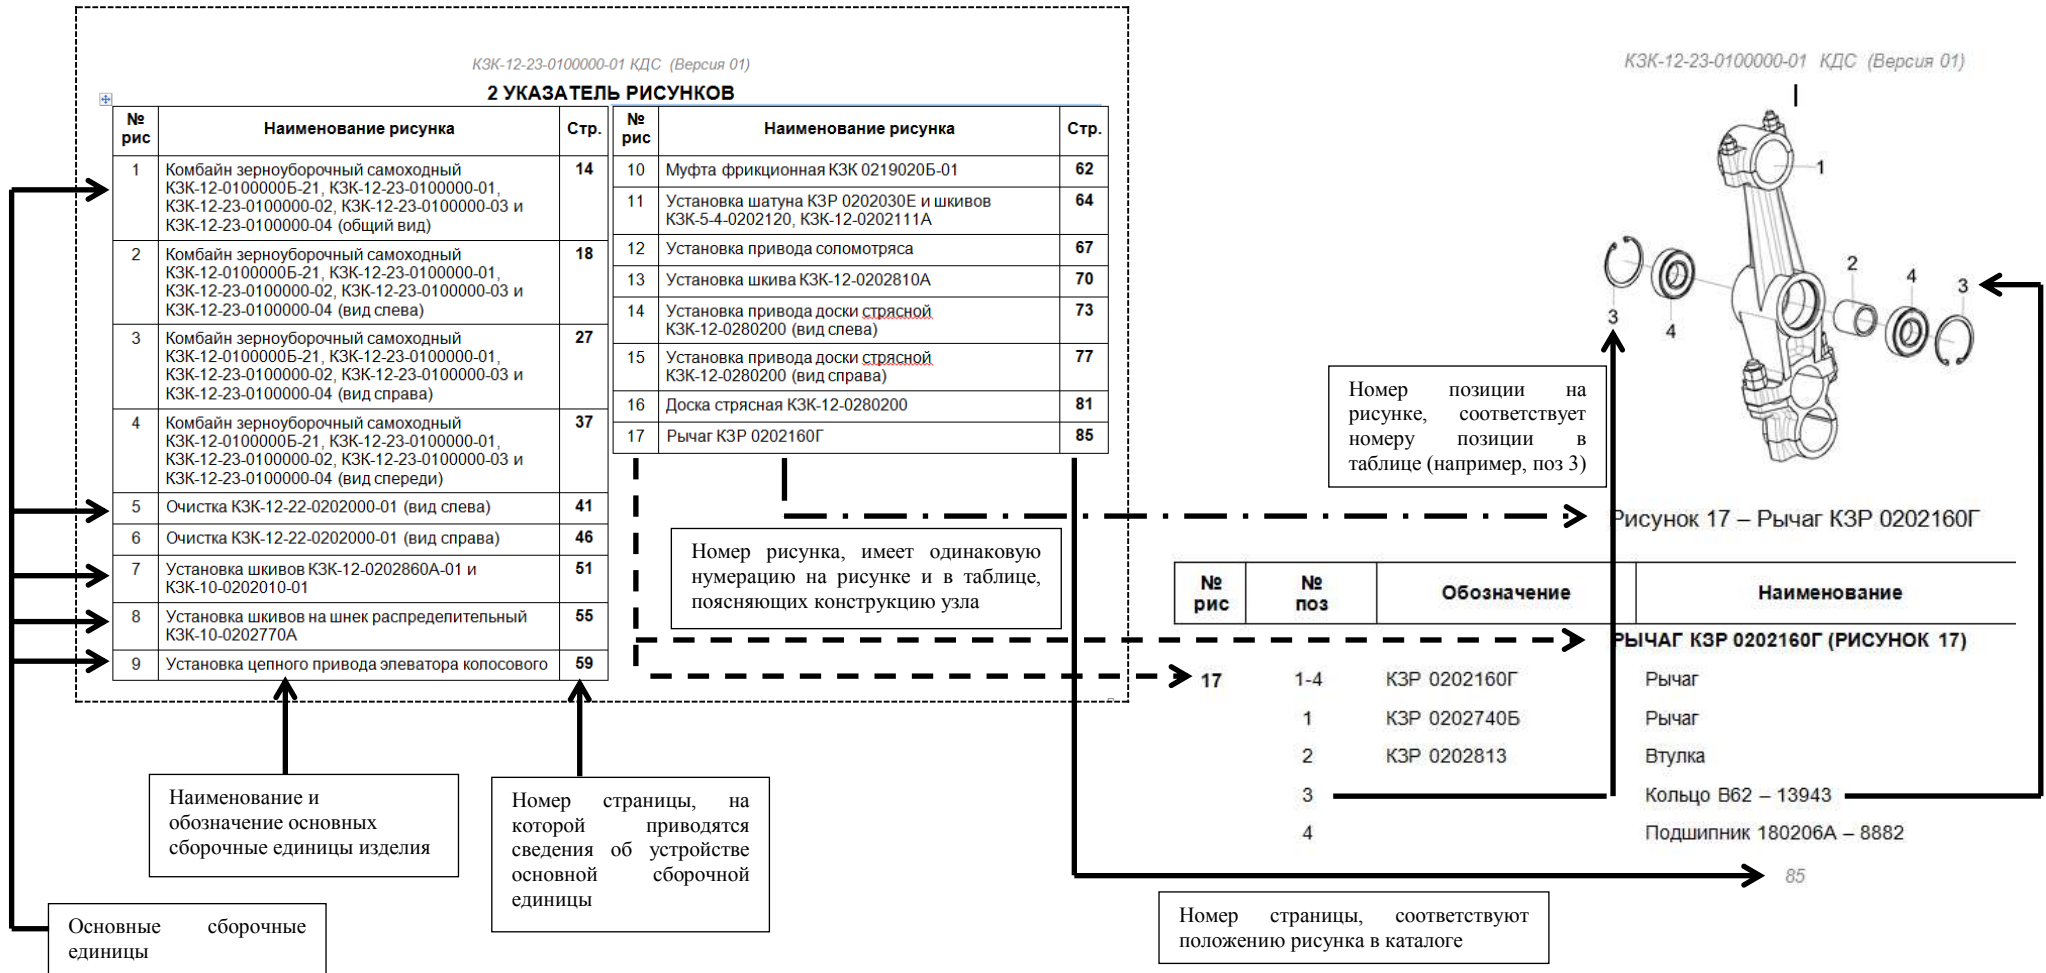 КЗК-12-23-0100000-01 КДС (Версия 01)
2 УКАЗАТЕЛЬ РИСУНКОВ
№ рис
Наименование рисунка
Стр.
1
Комбайн зерноуборочный самоходный
КЗК-12-0100000Б-21, КЗК-12-23-0100000-01,
КЗК-12-23-0100000-02, КЗК-12-23-0100000-03 и
КЗК-12-23-0100000-04 (общий вид)
14
2
Комбайн зерноуборочный самоходный
КЗК-12-0100000Б-21, КЗК-12-23-0100000-01,
КЗК-12-23-0100000-02, КЗК-12-23-0100000-03 и
КЗК-12-23-0100000-04 (вид слева)
18
3
Комбайн зерноуборочный самоходный
КЗК-12-0100000Б-21, КЗК-12-23-0100000-01,
КЗК-12-23-0100000-02, КЗК-12-23-0100000-03 и
КЗК-12-23-0100000-04 (вид справа)
27
4
Комбайн зерноуборочный самоходный
КЗК-12-0100000Б-21, КЗК-12-23-0100000-01,
КЗК-12-23-0100000-02, КЗК-12-23-0100000-03 и
КЗК-12-23-0100000-04 (вид спереди)
37
5
Очистка КЗК-12-22-0202000-01 (вид слева)
41
6
Очистка КЗК-12-22-0202000-01 (вид справа)
46
7
Установка шкивов КЗК-12-0202860А-01 и
КЗК-10-0202010-01
51
8
Установка шкивов на шнек распределительный
КЗК-10-0202770А
55
9
Установка цепного привода элеватора колосового
59
№ рис
Наименование рисунка
Стр.
10
Муфта фрикционная КЗК 0219020Б-01
62
11
Установка шатуна КЗР 0202030Е и шкивов
КЗК-5-4-0202120, КЗК-12-0202111А
64
12
Установка привода соломотряса
67
13
Установка шкива КЗК-12-0202810А
70
14
Установка привода доски стрясной
КЗК-12-0280200 (вид слева)
73
15
Установка привода доски стрясной
КЗК-12-0280200 (вид справа)
77
16
Доска стрясная КЗК-12-0280200
81
17
Рычаг КЗР 0202160Г
85
Номер рисунка, имеет одинаковую
нумерацию на рисунке и в таблице,
поясняющих конструкцию узла
Наименование и
обозначение основных
сборочные единицы изделия
Номер страницы, на
которой приводятся
сведения об устройстве
основной сборочной
единицы
Основные сборочные
единицы
КЗК-12-23-0100000-01 КДС (Версия 01)
1
2
4
3
3
4
Номер позиции на
рисунке, соответствует
номеру позиции в
таблице (например, поз 3)
Рисунок 17 – Рычаг КЗР 0202160Г
№ рис
№ поз
Обозначение
Наименование
РЫЧАГ КЗР 0202160Г (РИСУНОК 17)
17 1-4 КЗР 0202160Г Рычаг
1 КЗР 0202740Б Рычаг
2 КЗР 0202813 Втулка
3 Кольцо В62 – 13943
4 Подшипник 180206А – 8882
85
Номер страницы, соответствуют
положению рисунка в каталоге